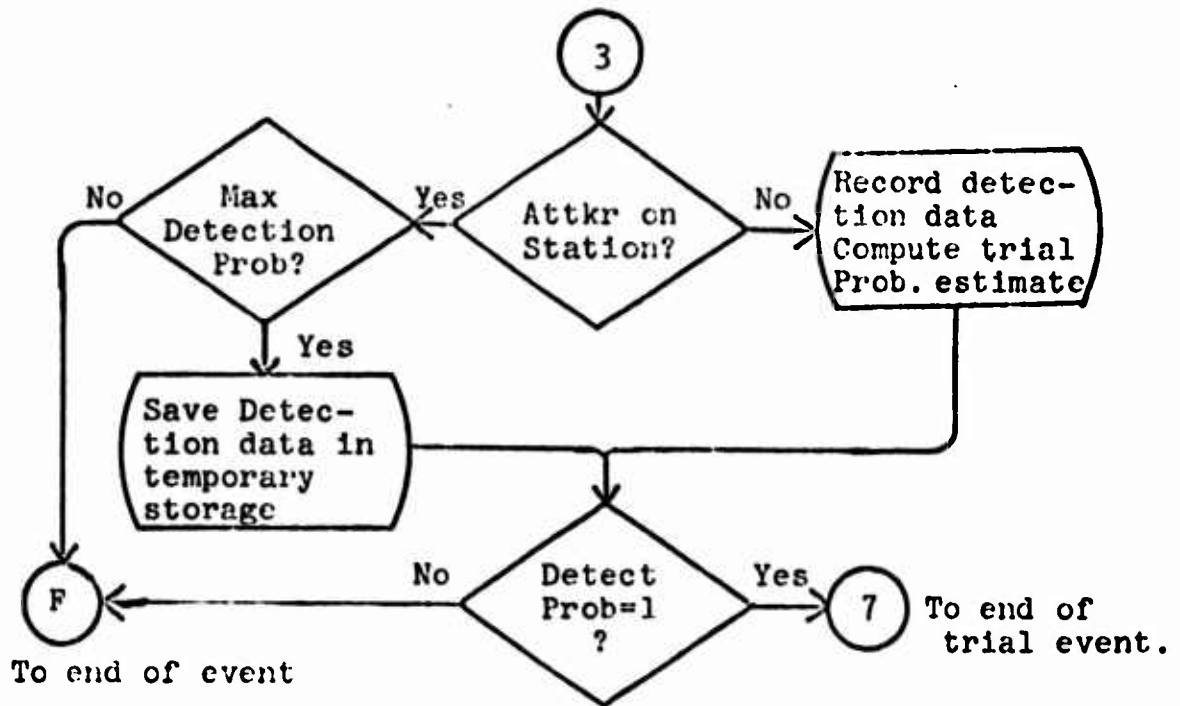 3
Attkr on
Station?
Yes
No
Max
Detection
Prob?
No
Yes
Record detec-
tion data
Compute trial
Prob. estimate
Save Detec-
tion data in
temporary
storage
Detect
Prob=1
?
No
Yes
F
To end of event
7
To end of
trial event.